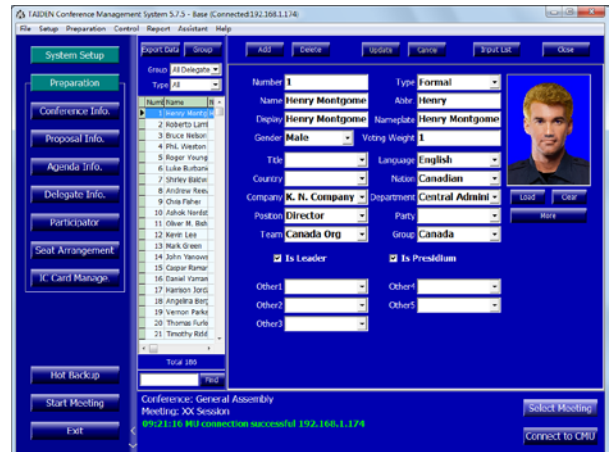 TAIDEN Conference Management System 5.7.5 - Base (Connected:192.168.1.174)
File Setup Preparation Control Report Assistant Help
System Setup
Preparation
Conference Info.
Proposal Info.
Agenda Info.
Delegate Info.
Participator
Seat Arrangement
IC Card Manage.
Hot Backup
Start Meeting
Exit
Export Data Group
Group All Delegate
Type All
Num Name
1 Henry Montg
2 Roberto Lam
3 Bruce Nelson
4 Phil Weston
5 Roger Young
6 Luke Burbank
7 Shirley Baldw
8 Andrew Reev
9 Chris Fisher
10 Ashok Nardat
11 Oliver M. Bish
12 Kevin Lee
13 Mark Green
14 John Yanows
15 Caspar Ramar
16 Daniel Yaman
17 Harrison Jord
18 Angelina Berg
19 Vernon Parke
20 Thomas Furle
21 Timothy Ridd
Total 186
Find
Add Delete Update Cance Input List Close
Number 1 Type Formal
Name Henry Montgome Abbr. Henry
Display Henry Montgome Nameplate Henry Montgome
Gender Male Voting Weight 1
Title Language English
Country Nation Canadian
Company K. N. Company Department Central Admini
Position Director Party
Team Canada Org Group Canada
Is Leader Is Presidium
Other1 Other4
Other2 Other5
Other3
Load Clear
More
Conference: General Assembly
Meeting: XX Session
09:21:16 MU connection successful 192.168.1.174
Select Meeting
Connect to CMU